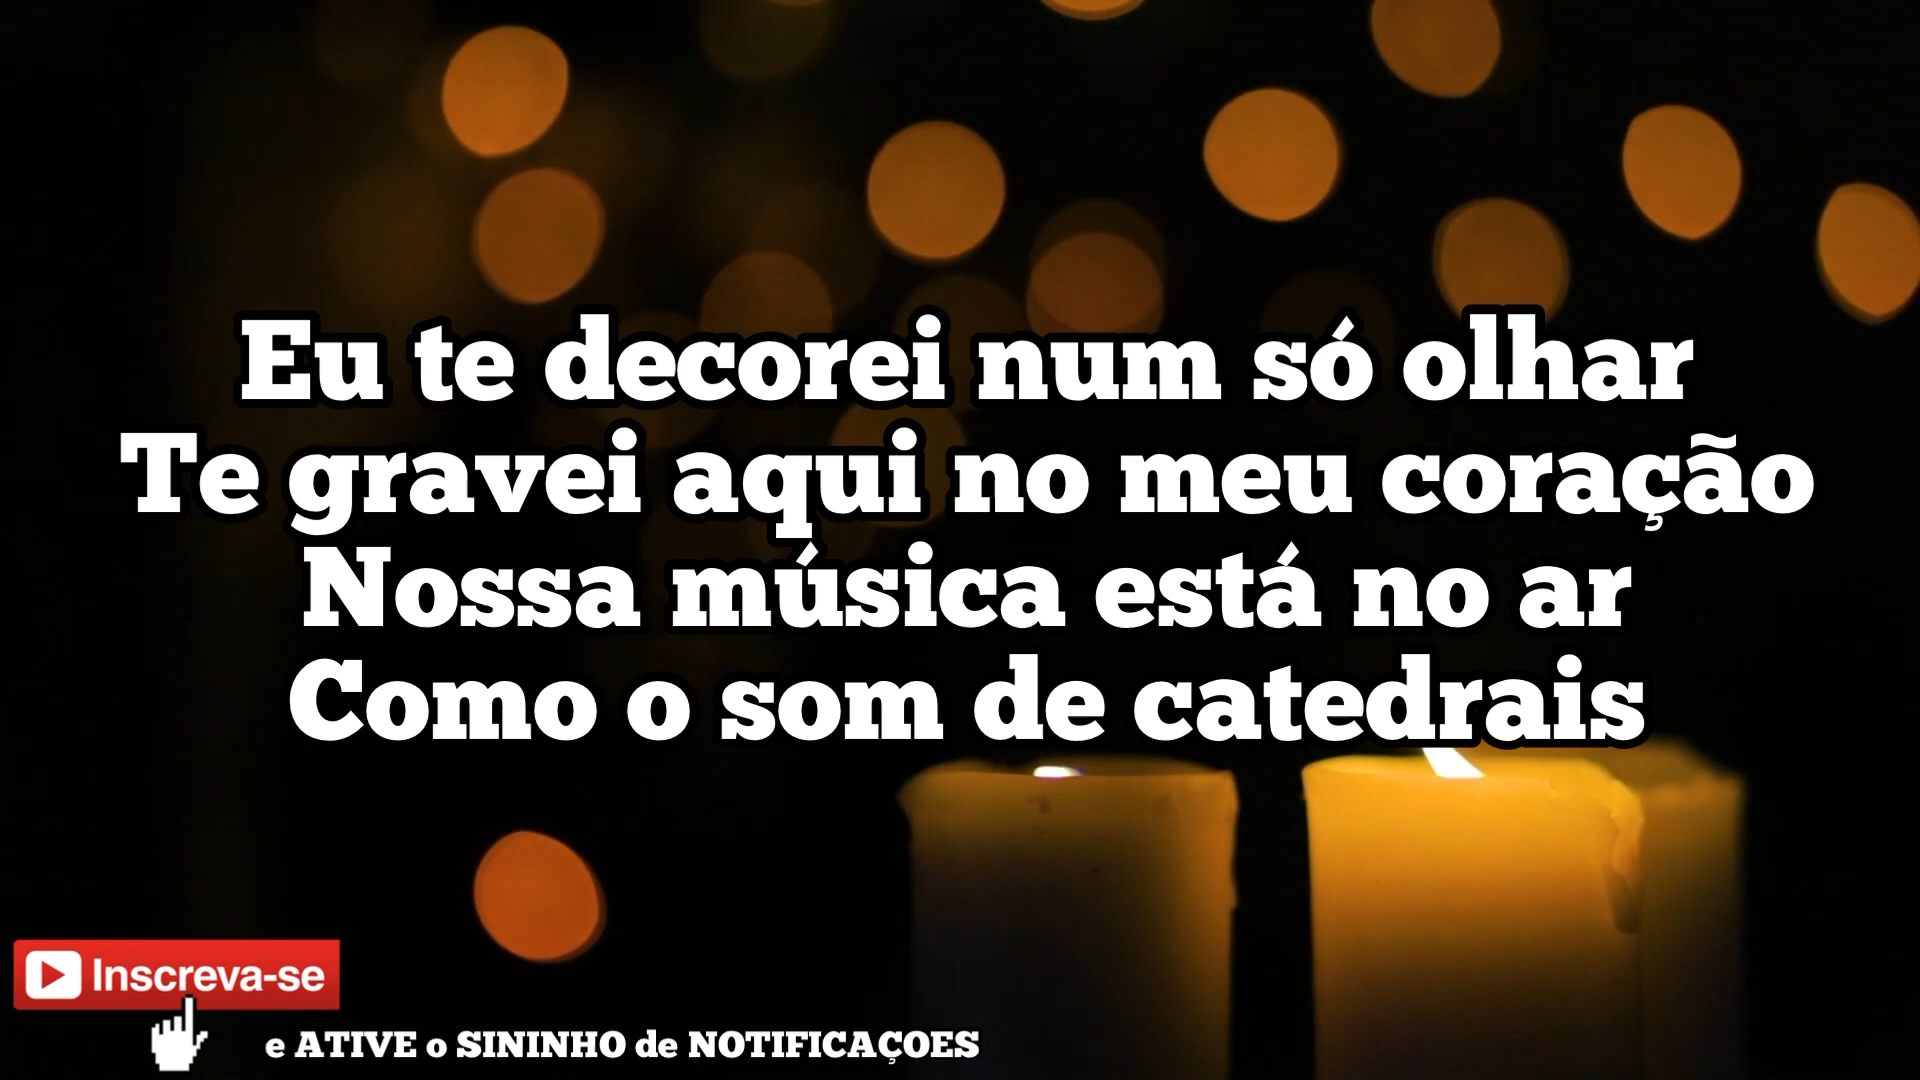 Eu te decorei num só olhar
Te gravei aqui no meu coração
Nossa música está no ar
Como o som de catedrais
Inscreva-se
e ATIVE o SININHO de NOTIFICAÇOES